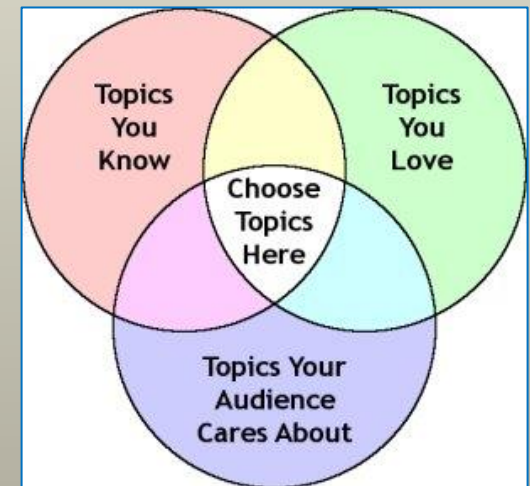 Topics
You
Know
Topics
You
Love
Choose
Topics
Here
Topics Your
Audience
Cares About